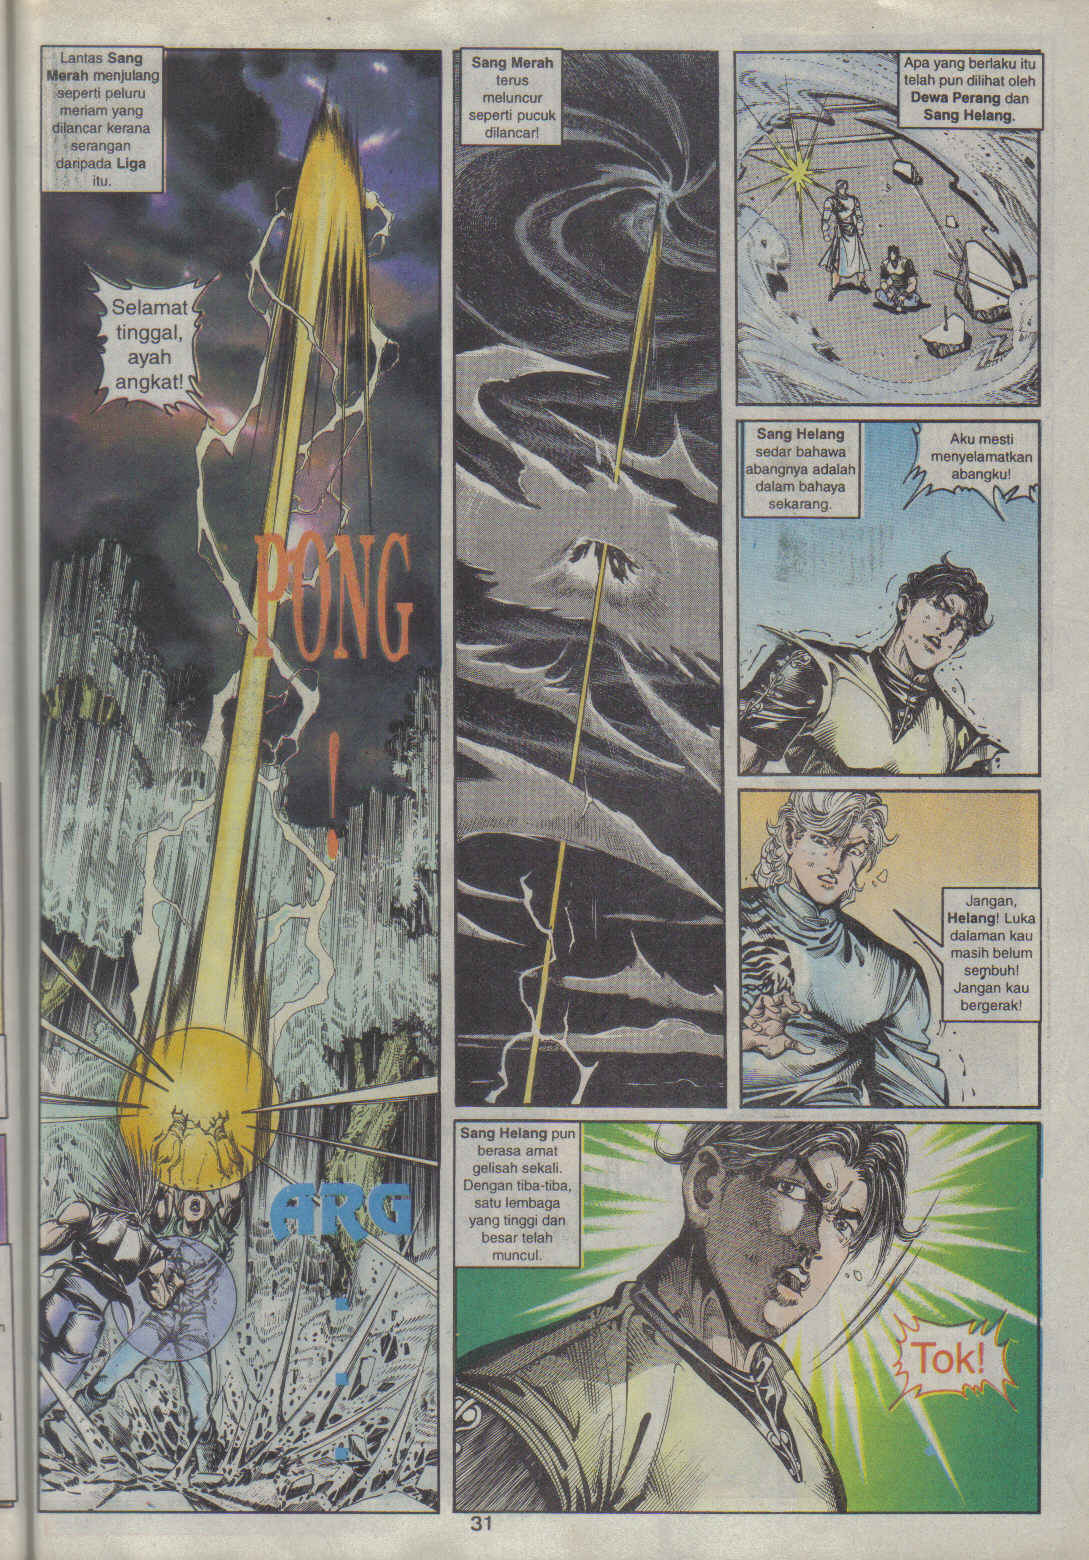 Lantas Sang
Merah menjulang
seperti peluru
meriam yang
dilancar kerana
serangan
daripada Liga
itu.
Selamat
tinggal,
ayah
angkat!
PONG
!
ARG
!
Sang Merah
terus
meluncur
seperti pucuk
dilancar!
Apa yang berlaku itu
telah pun dilihat oleh
Dewa Perang dan
Sang Helang.
Sang Helang
sedar bahawa
abangnya adalah
dalam bahaya
sekarang.
Aku mesti
menyelamatkan
abangku!
Jangan,
Helang! Luka
dalaman kau
masih belum
sembuh!
Jangan kau
bergerak!
Sang Helang pun
berasa amat
gelisah sekali.
Dengan tiba-tiba,
satu lembaga
yang tinggi dan
besar telah
muncul.
Tok!
31